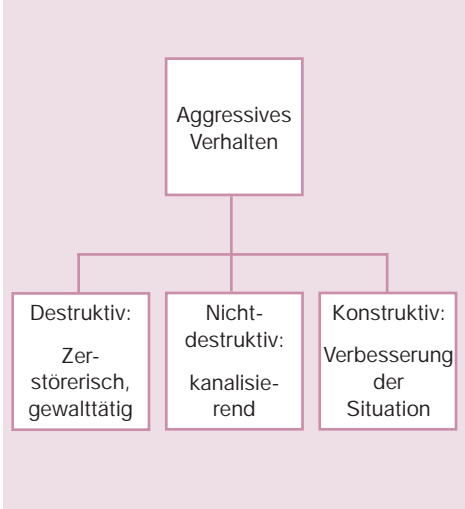 Aggressives
Verhalten
Destruktiv:
Zer-
störerisch,
gewalttätig
Nicht-
destruktiv:
kanalisie-
rend
Konstruktiv:
Verbesserung
der
Situation